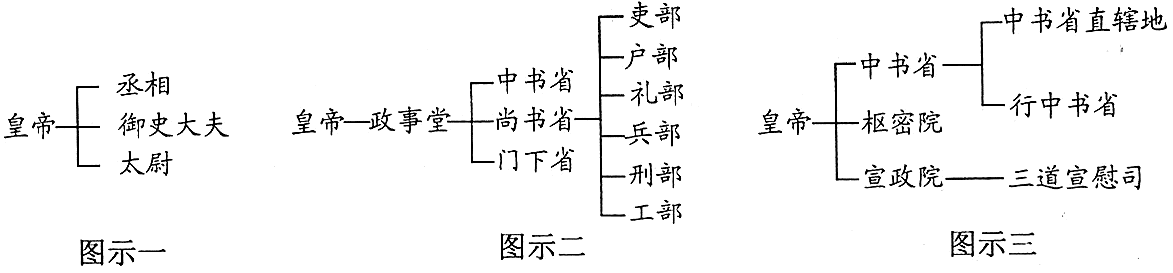 皇帝
丞相
御史大夫
太尉
图示一
皇帝
政事堂
中书省
尚书省
门下省
吏部
户部
礼部
兵部
刑部
工部
图示二
皇帝
中书省
枢密院
宣政院
中书省直辖地
行中书省
三道宣慰司
图示三